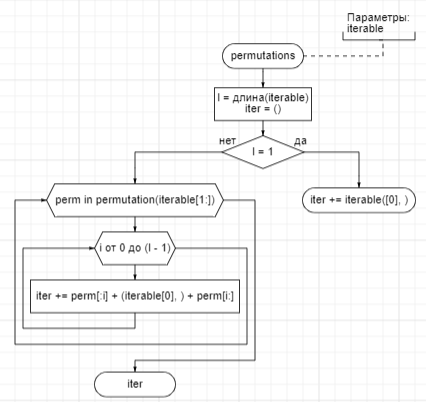 Параметры:
iterable
permutations
l = длина(iterable)
iter = ()
нет
да
l = 1
perm in permutation(iterable[1:])
iter += iterable([0], )
i от 0 до (l - 1)
iter += perm[:i] + (iterable[0], ) + perm[i:]
iter